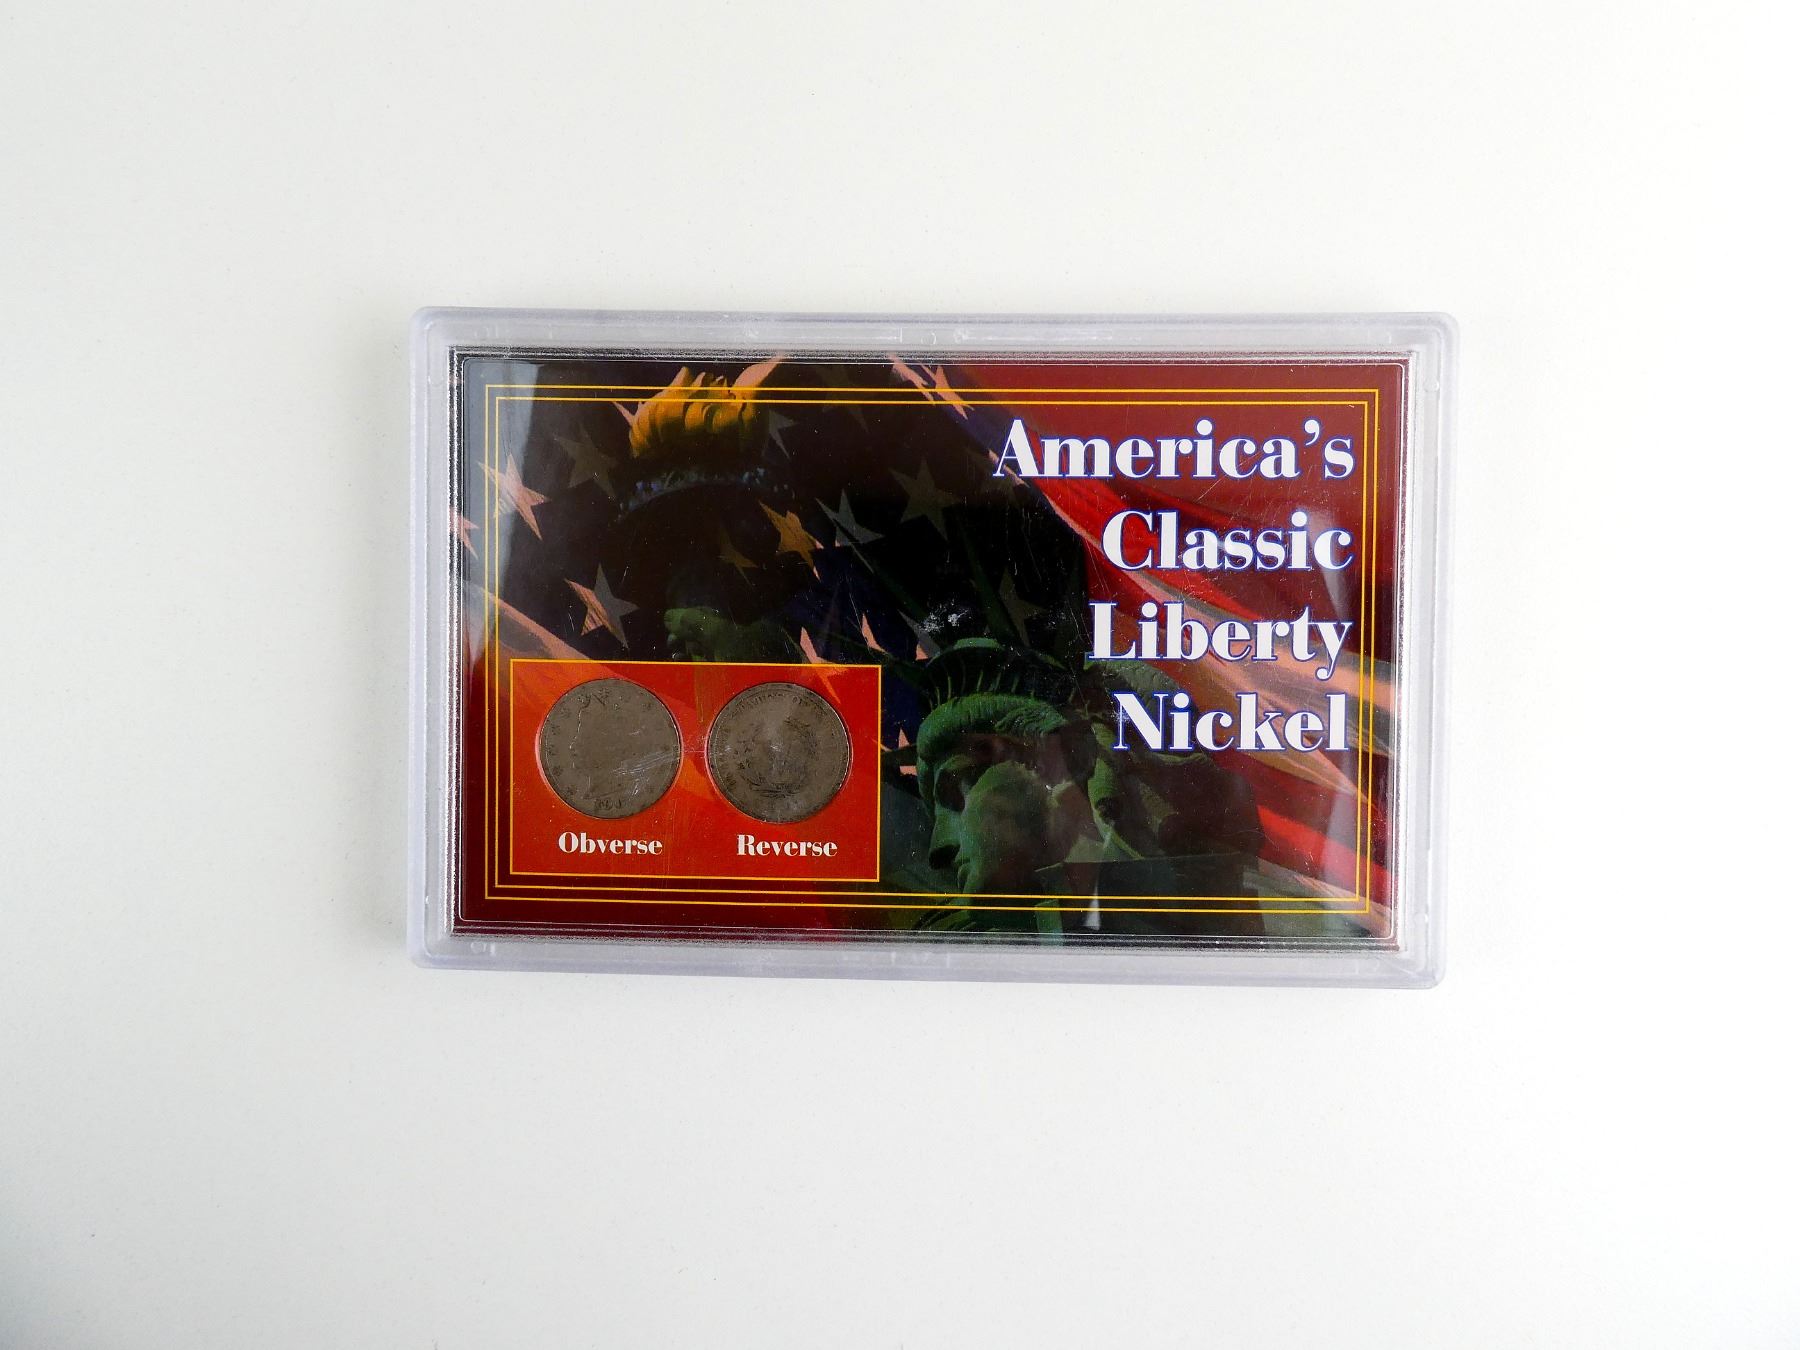 America's
Classic
Liberty
Nickel
Obverse
Reverse